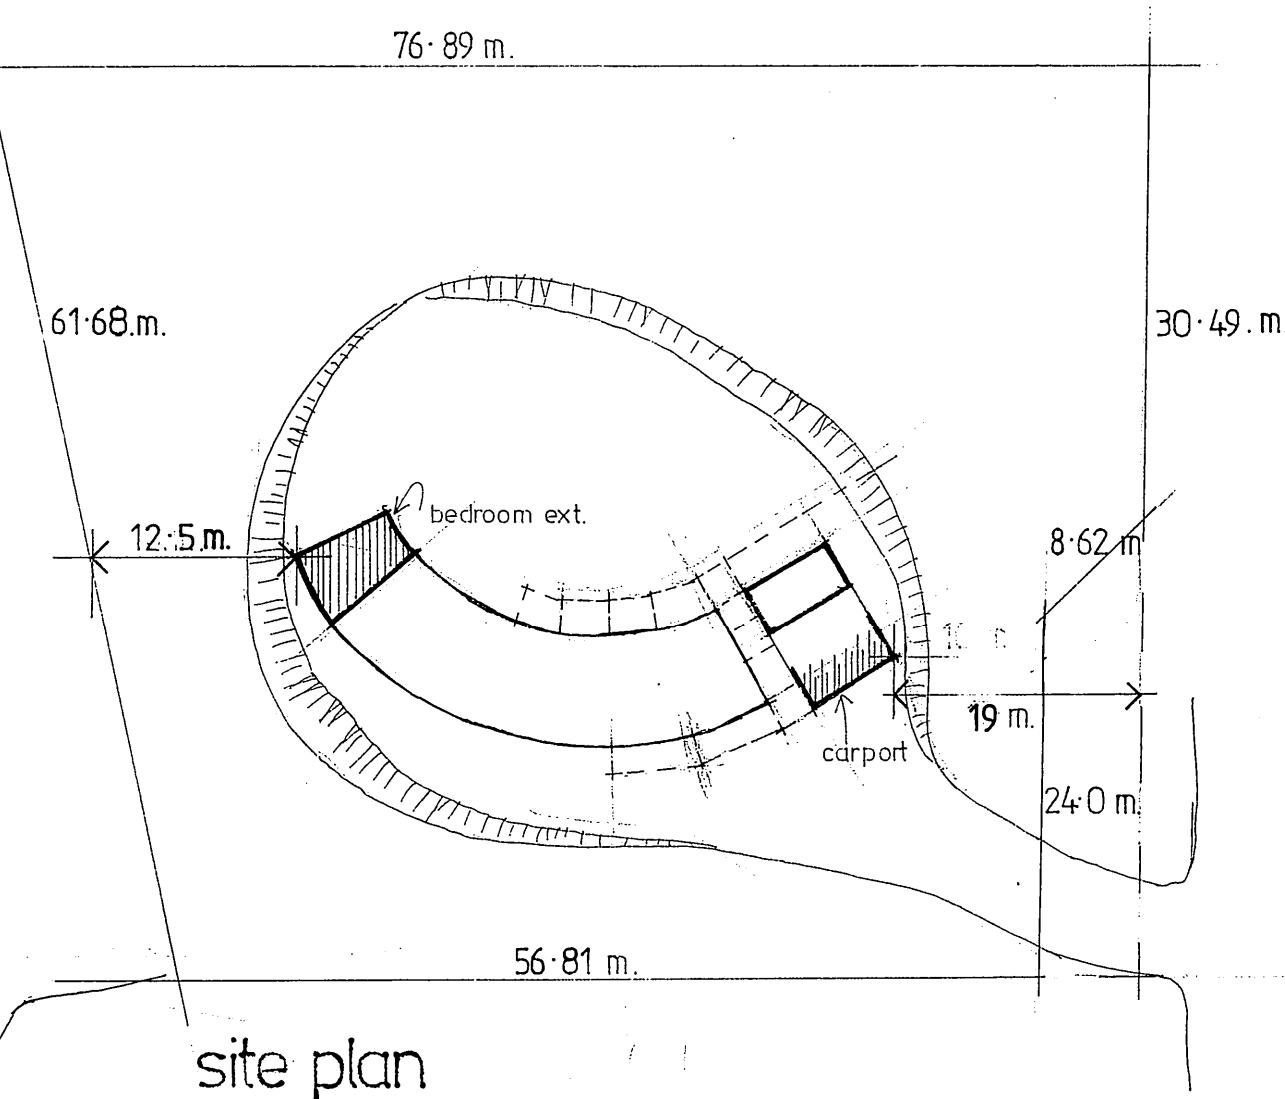 76·89 m.
61·68.m.
30·49.m
bedroom ext.
12·5.m.
8·62 m
19 m.
carport
24·0 m.
56·81 m.
site plan